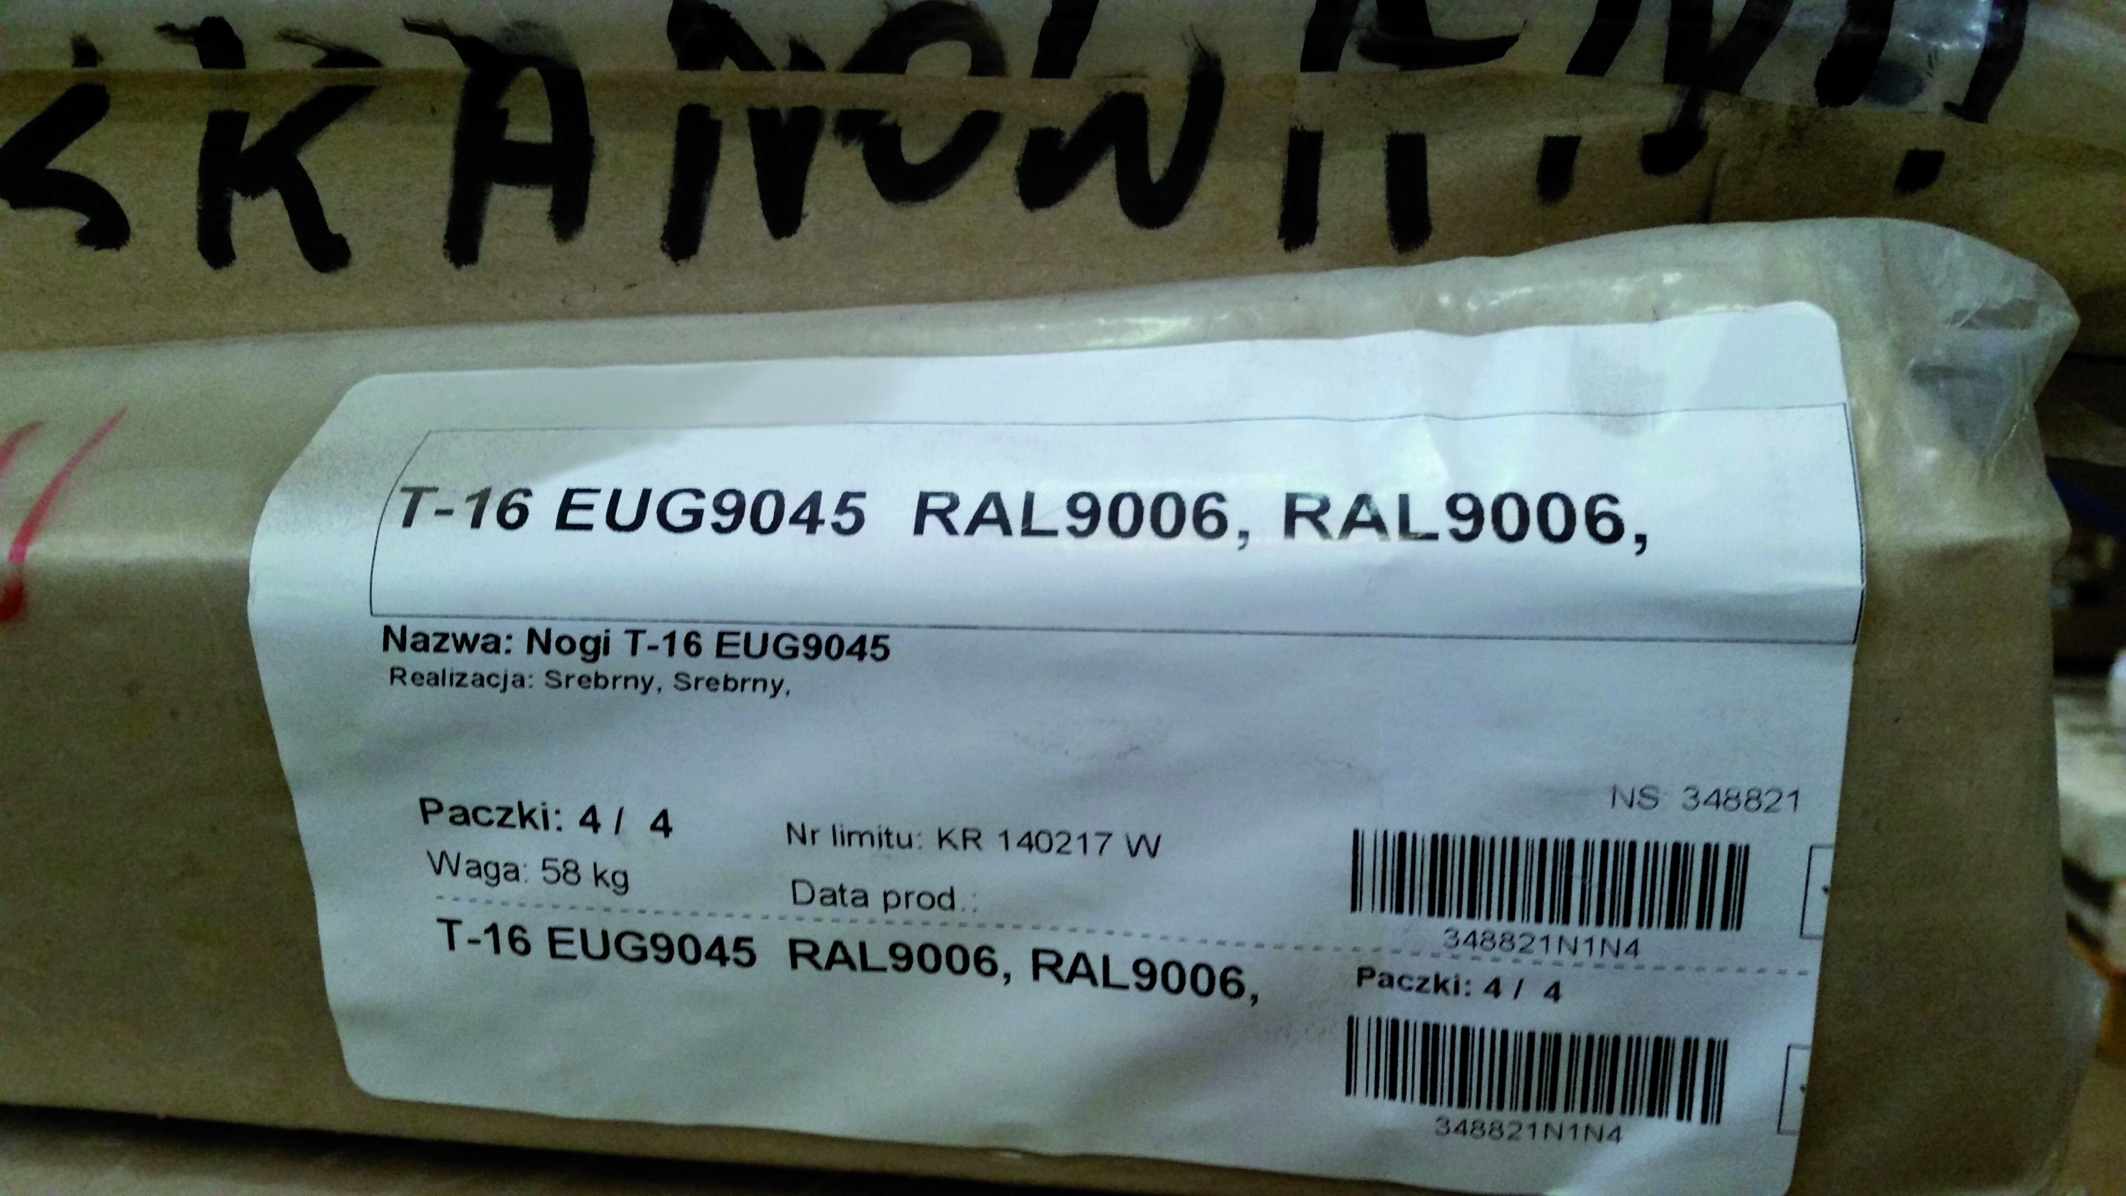 SKANOWAN!!
T-16 EUG9045 RAL9006, RAL9006,
Nazwa: Nogi T-16 EUG9045
Realizacja: Srebrny, Srebrny,
NS: 348821
Paczki: 4 / 4
Nr limitu: KR 140217 W
Waga: 58 kg
Data prod.:
348821N1N4
T-16 EUG9045 RAL9006, RAL9006,
Paczki: 4 / 4
348821N1N4